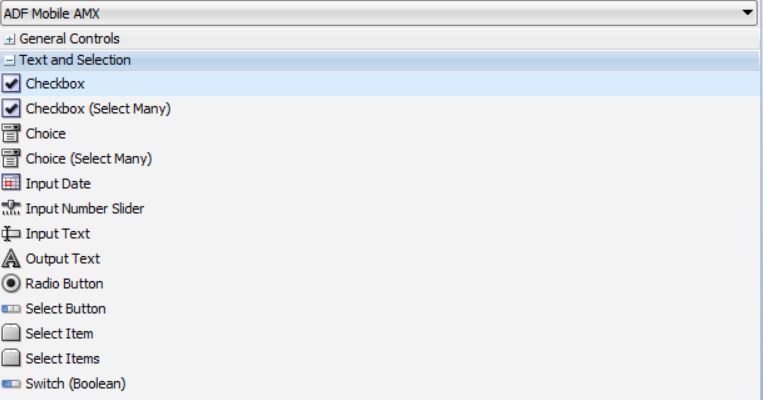 ADF Mobile AMX
General Controls
Text and Selection
Checkbox
Checkbox (Select Many)
Choice
Choice (Select Many)
Input Date
Input Number Slider
Input Text
Output Text
Radio Button
Select Button
Select Item
Select Items
Switch (Boolean)